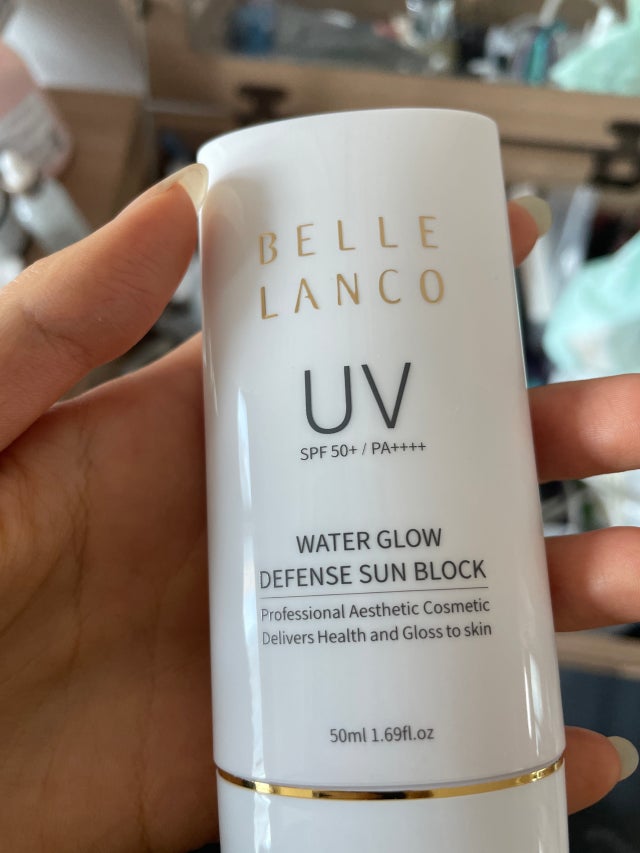 BELLE
LANCO
UV
SPF 50+ / PA++++
WATER GLOW
DEFENSE SUN BLOCK
Professional Aesthetic Cosmetic
Delivers Health and Gloss to skin
50ml 1.69fl.oz